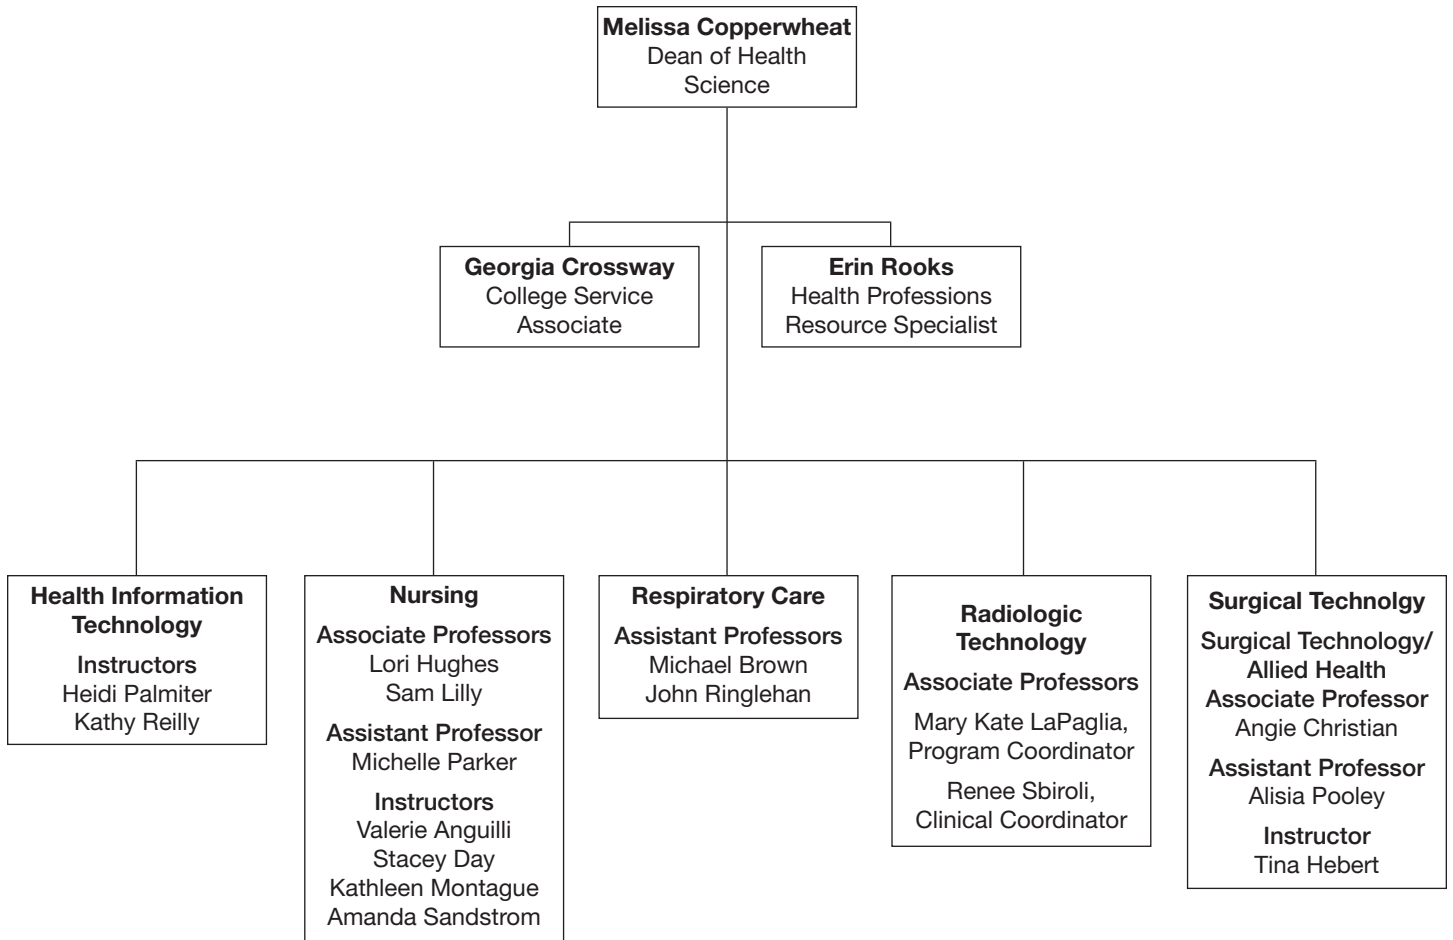 Melissa Copperwheat
Dean of Health
Science
Georgia Crossway
College Service
Associate
Erin Rooks
Health Professions
Resource Specialist
Health Information
Technology
Instructors
Heidi Palmiter
Kathy Reilly
Nursing
Associate Professors
Lori Hughes
Sam Lilly
Assistant Professor
Michelle Parker
Instructors
Valerie Anguilli
Stacey Day
Kathleen Montague
Amanda Sandstrom
Respiratory Care
Assistant Professors
Michael Brown
John Ringlehan
Radiologic
Technology
Associate Professors
Mary Kate LaPaglia,
Program Coordinator
Renee Sbiroli,
Clinical Coordinator
Surgical Technolgy
Surgical Technology/
Allied Health
Associate Professor
Angie Christian
Assistant Professor
Alisia Pooley
Instructor
Tina Hebert